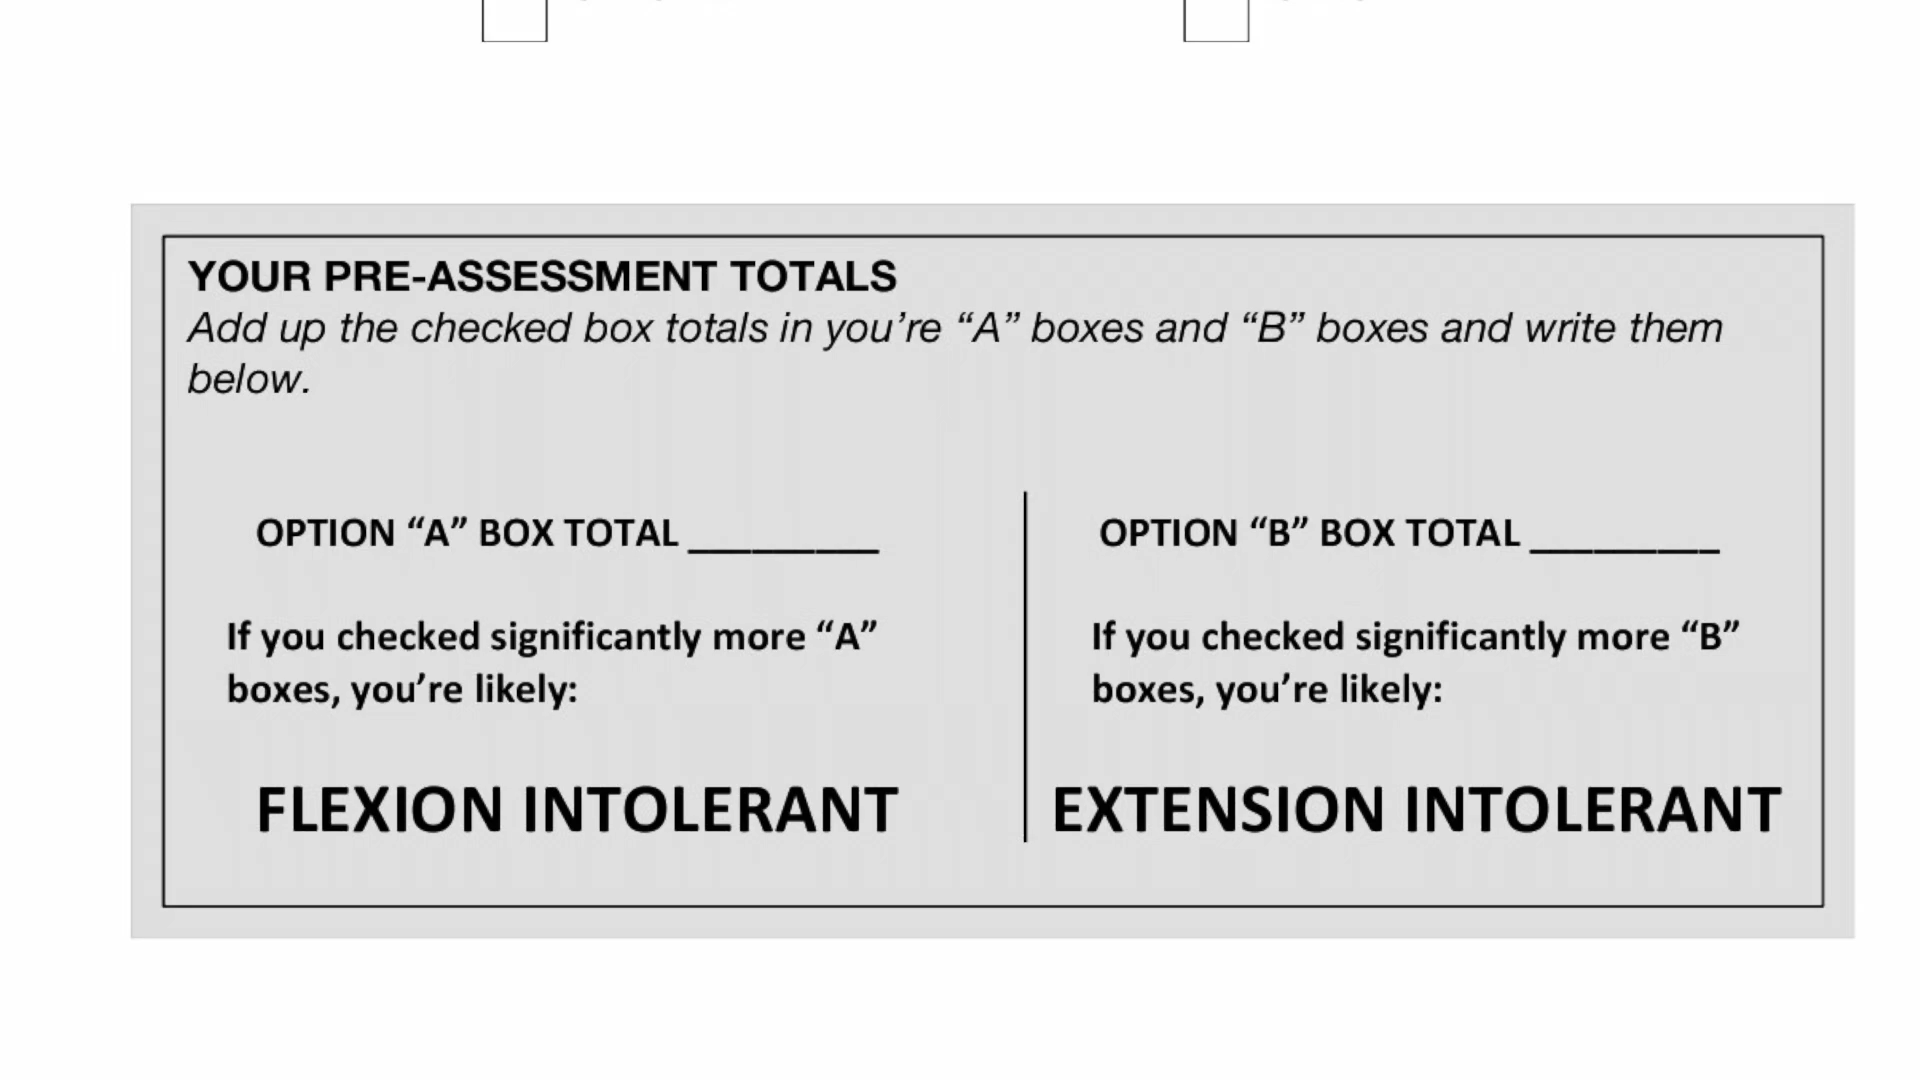 YOUR PRE-ASSESSMENT TOTALS
Add up the checked box totals in you’re “A” boxes and “B” boxes and write them
below.
OPTION “A” BOX TOTAL _________
If you checked significantly more “A”
boxes, you’re likely:
FLEXION INTOLERANT
OPTION “B” BOX TOTAL _________
If you checked significantly more “B”
boxes, you’re likely:
EXTENSION INTOLERANT